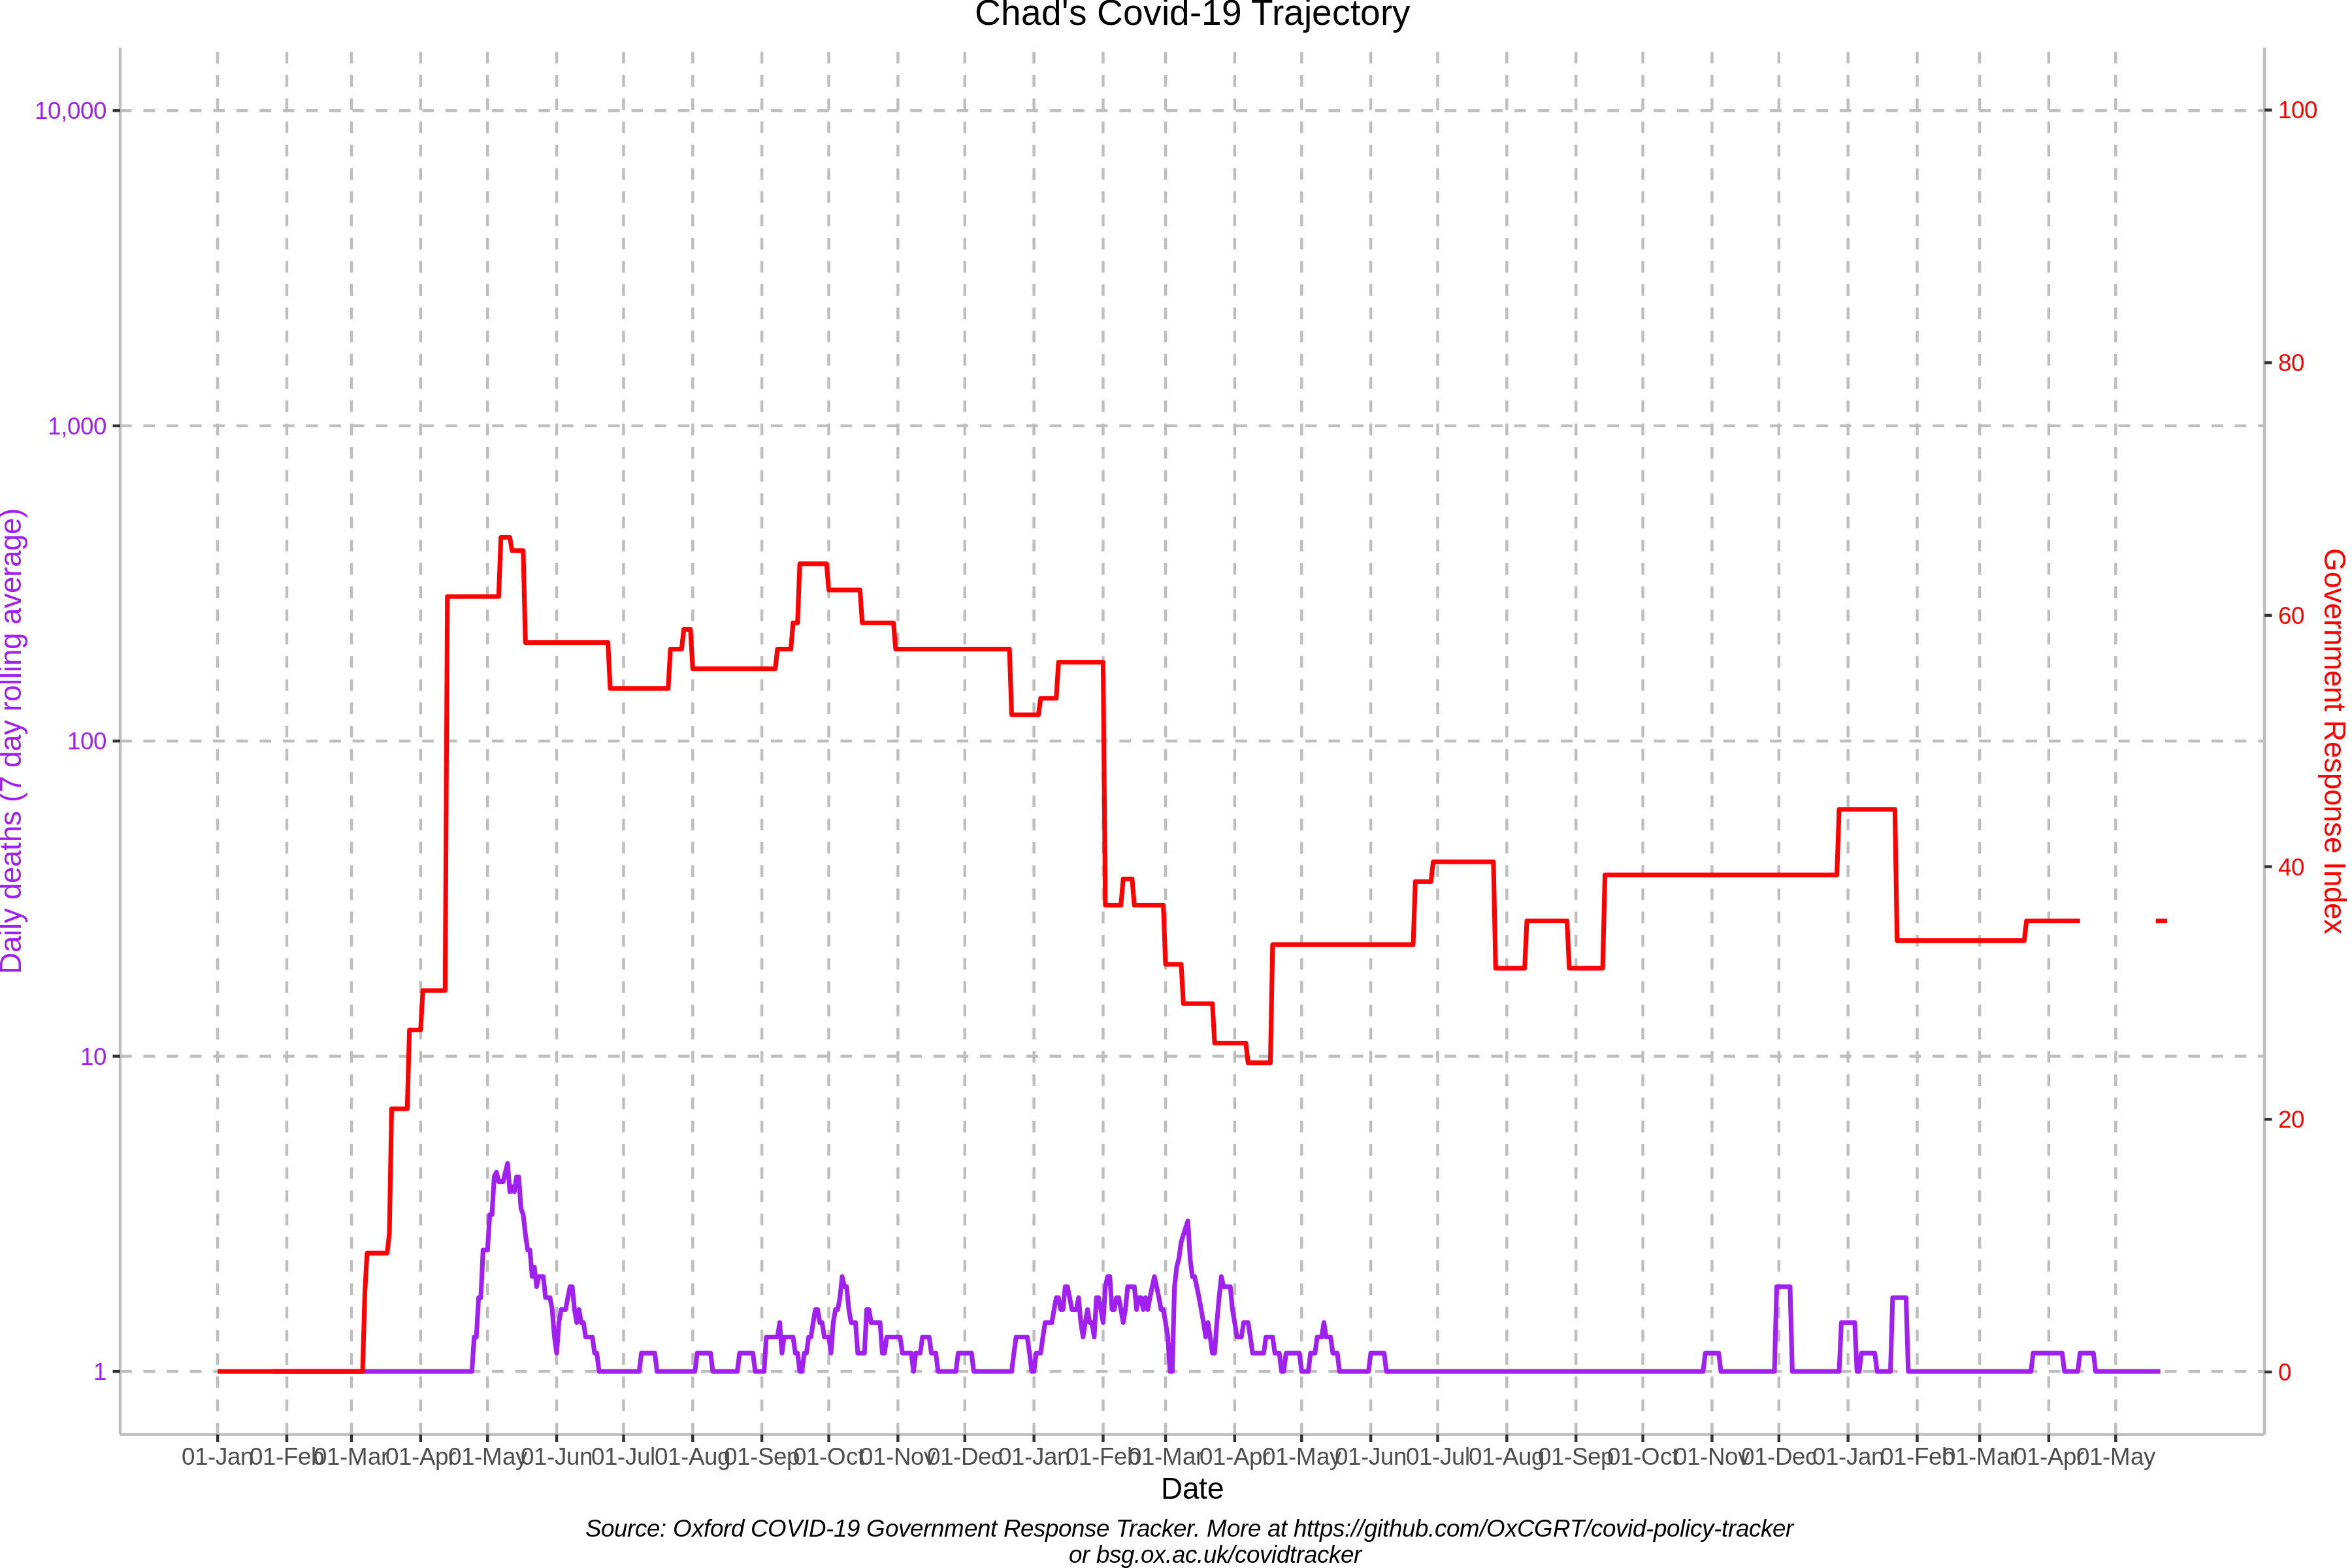 Chad's Covid-19 Trajectory
10,000
1,000
100
10
1
Daily deaths (7 day rolling average)
100
80
60
40
20
0
Government Response Index
01-Jan 01-Feb 01-Mar 01-Apr 01-May 01-Jun 01-Jul 01-Aug 01-Sep 01-Oct 01-Nov 01-Dec 01-Jan 01-Feb 01-Mar 01-Apr 01-May 01-Jun 01-Jul 01-Aug 01-Sep 01-Oct 01-Nov 01-Dec 01-Jan 01-Feb 01-Mar 01-Apr 01-May
Date
Source: Oxford COVID-19 Government Response Tracker. More at https://github.com/OxCGRT/covid-policy-tracker
or bsg.ox.ac.uk/covidtracker